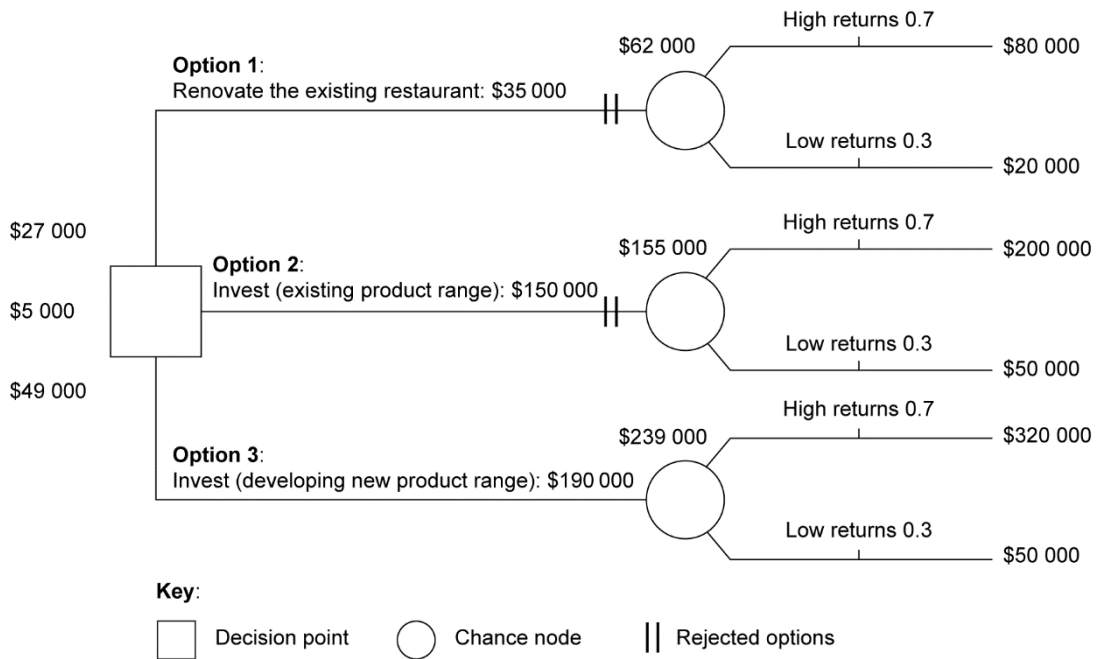 High returns 0.7
$62 000
$80 000
Option 1:
Renovate the existing restaurant: $35 000
Low returns 0.3
$20 000
High returns 0.7
$27 000
$155 000
$200 000
Option 2:
Invest (existing product range): $150 000
$5 000
Low returns 0.3
$50 000
$49 000
High returns 0.7
$239 000
$320 000
Option 3:
Invest (developing new product range): $190 000
Low returns 0.3
$50 000
Key:
Decision point
Chance node
Rejected options